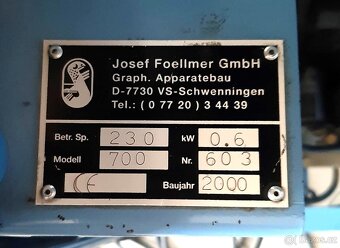 Josef Foellmer GmbH
Graph. Apparatebau
D-7730 VS-Schwenningen
Tel.: ( 0 77 20 ) 3 44 39
Betr. Sp. 230 kW 0.6
Modell 700 Nr. 603
CE Baujahr 2000